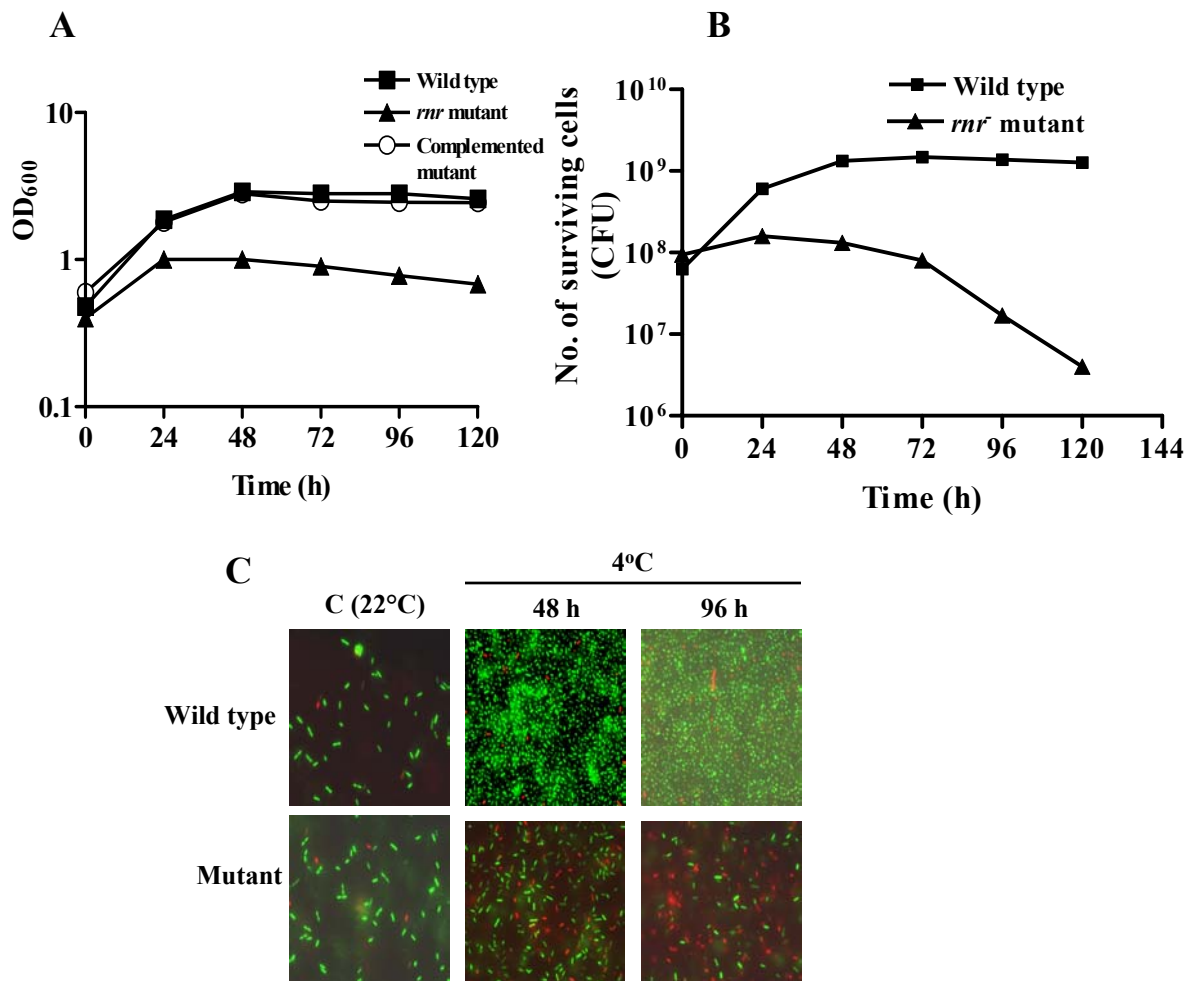 A
Wild type
rnr mutant
Complemented
mutant
OD600
10
1
0.1
0
24
48
72
96
120
Time (h)
B
Wild type
rnr- mutant
No. of surviving cells
(CFU)
10^10
10^9
10^8
10^7
10^6
0
24
48
72
96
120
144
Time (h)
C
4°C
C (22°C)
48 h
96 h
Wild type
Mutant